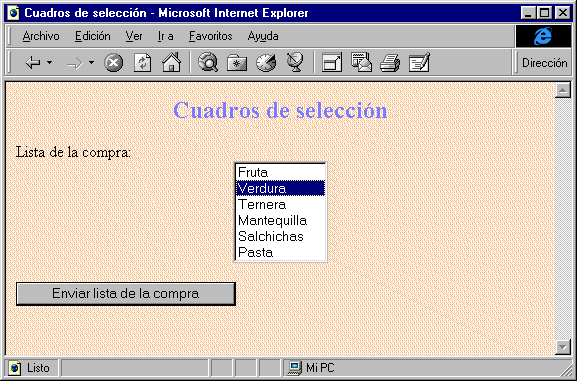 Cuadros de selección - Microsoft Internet Explorer
Archivo Edición Ver Ir a Favoritos Ayuda
Dirección
Cuadros de selección
Lista de la compra:
Fruta
Verdura
Ternera
Mantequilla
Salchichas
Pasta
Enviar lista de la compra
Listo Mi PC